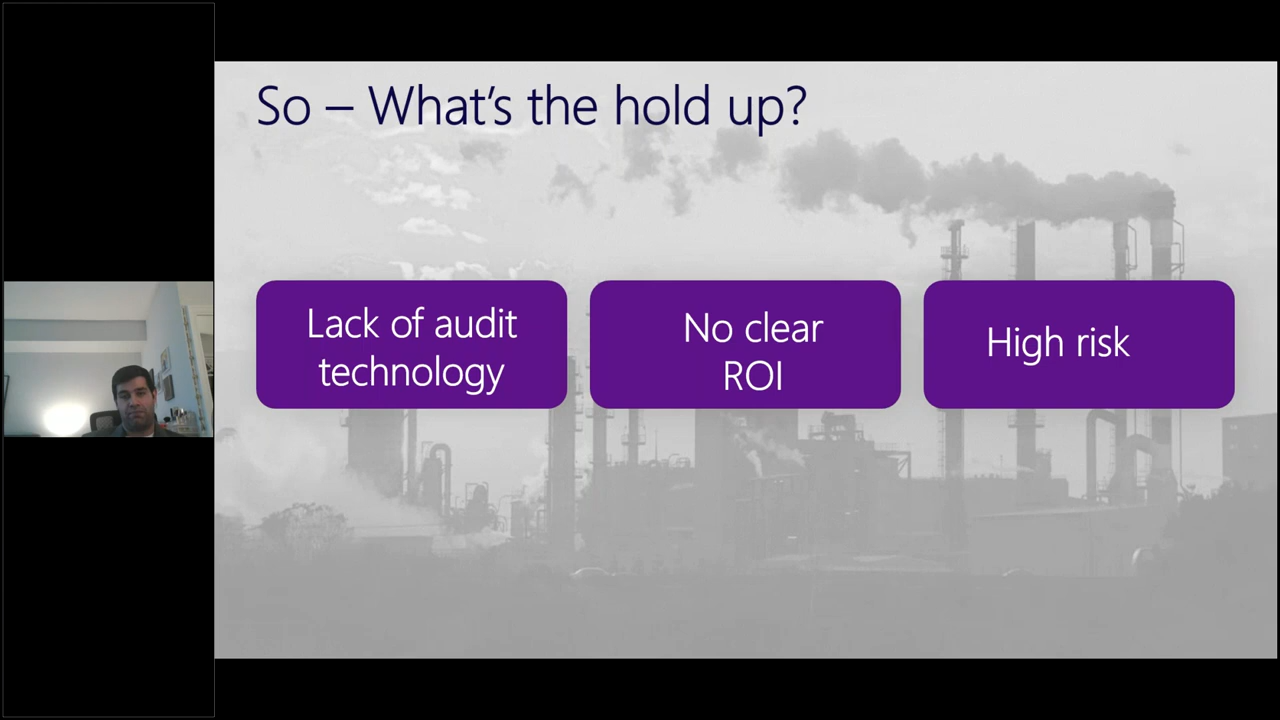 So – What's the hold up?
Lack of audit
technology
No clear
ROI
High risk